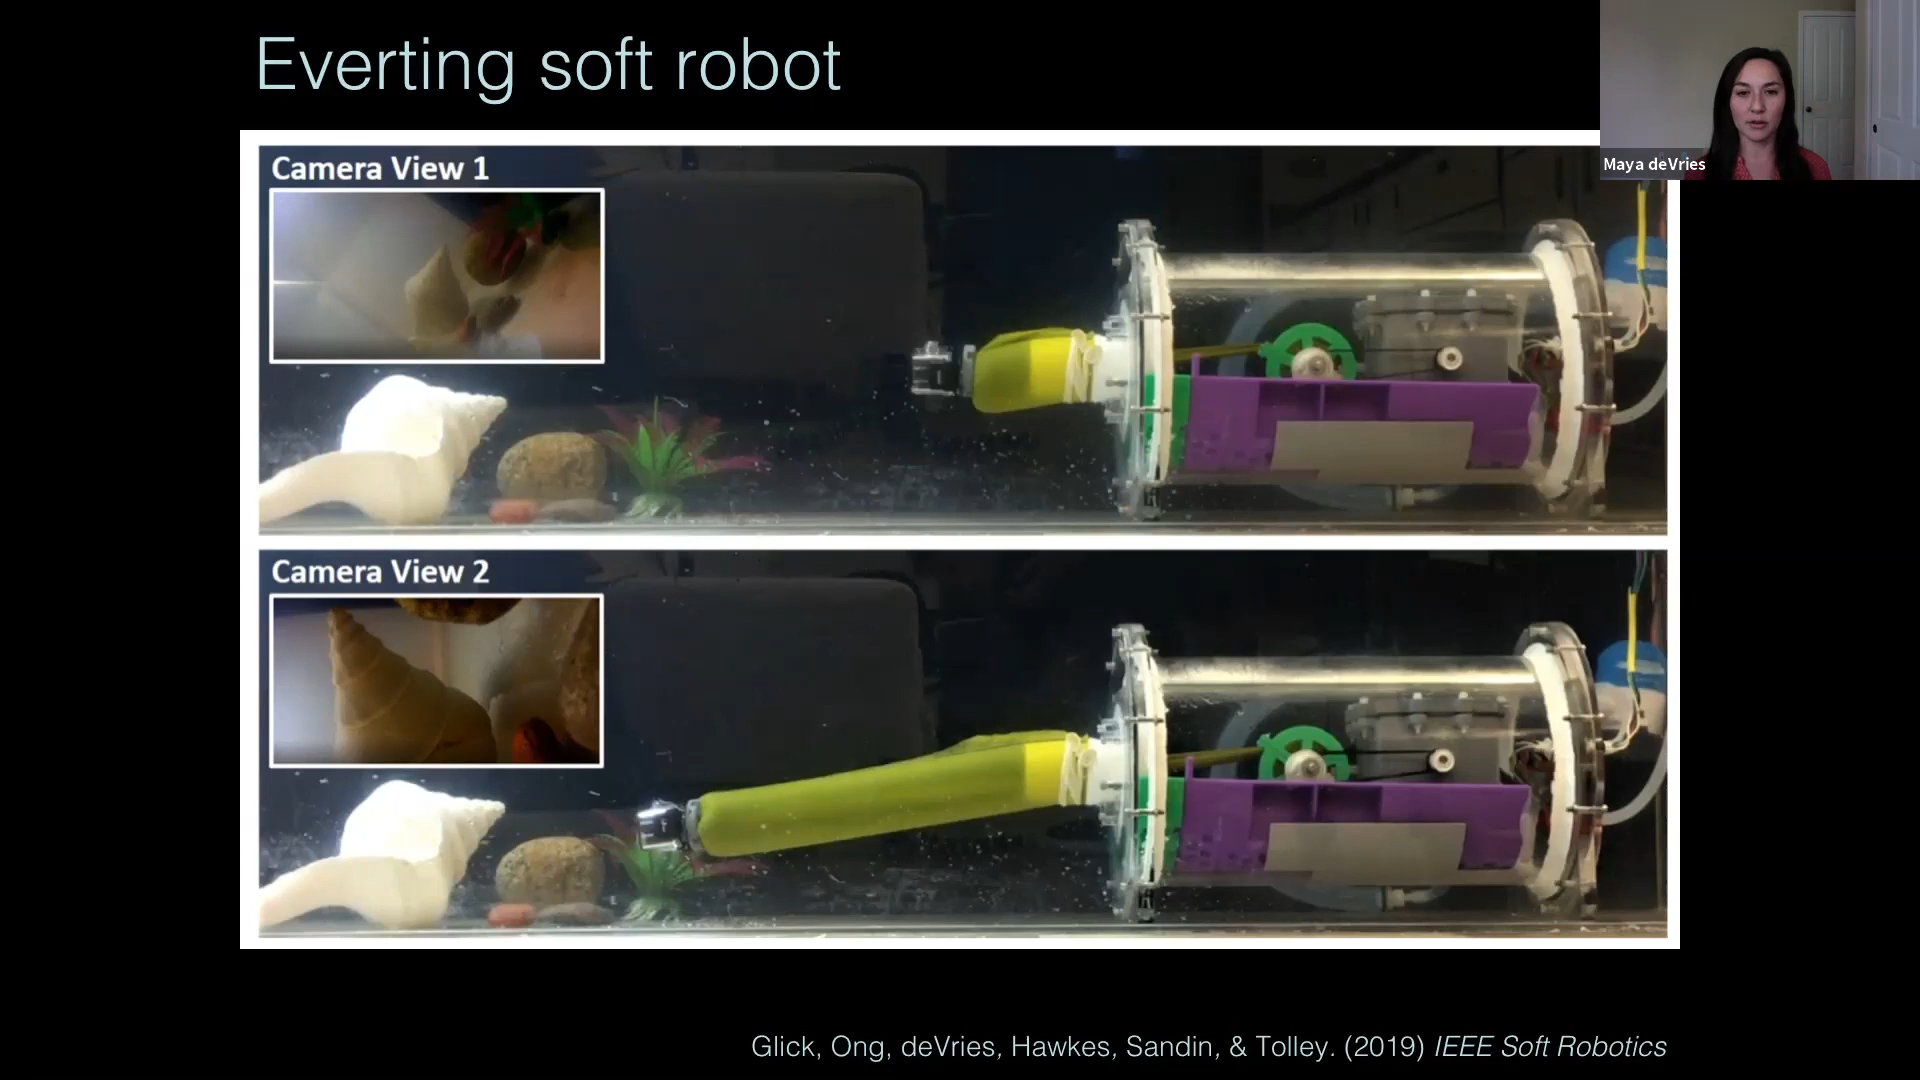 Everting soft robot
Maya deVries
Camera View 1
Camera View 2
Glick, Ong, deVries, Hawkes, Sandin, & Tolley. (2019) IEEE Soft Robotics